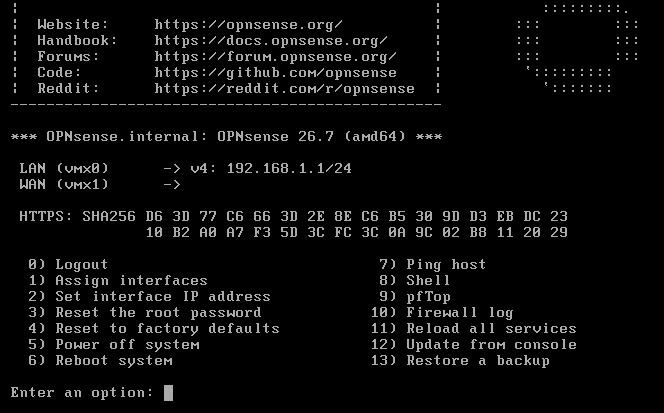 Website: https://opnsense.org/
Handbook: https://docs.opnsense.org/
Forums: https://forum.opnsense.org/
Code: https://github.com/opnsense
Reddit: https://reddit.com/r/opnsense
*** OPNsense.internal: OPNsense 26.7 (amd64) ***
LAN (vmx0) -> v4: 192.168.1.1/24
WAN (vmx1) ->
HTTPS: SHA256 D6 3D 77 C6 66 3D 2E 8E C6 B5 30 9D D3 EB DC 23
10 B2 A0 A7 F3 5D 3C FC 3C 0A 9C 02 B8 11 20 29
0) Logout 7) Ping host
1) Assign interfaces 8) Shell
2) Set interface IP address 9) pfTop
3) Reset the root password 10) Firewall log
4) Reset to factory defaults 11) Reload all services
5) Power off system 12) Update from console
6) Reboot system 13) Restore a backup
Enter an option: